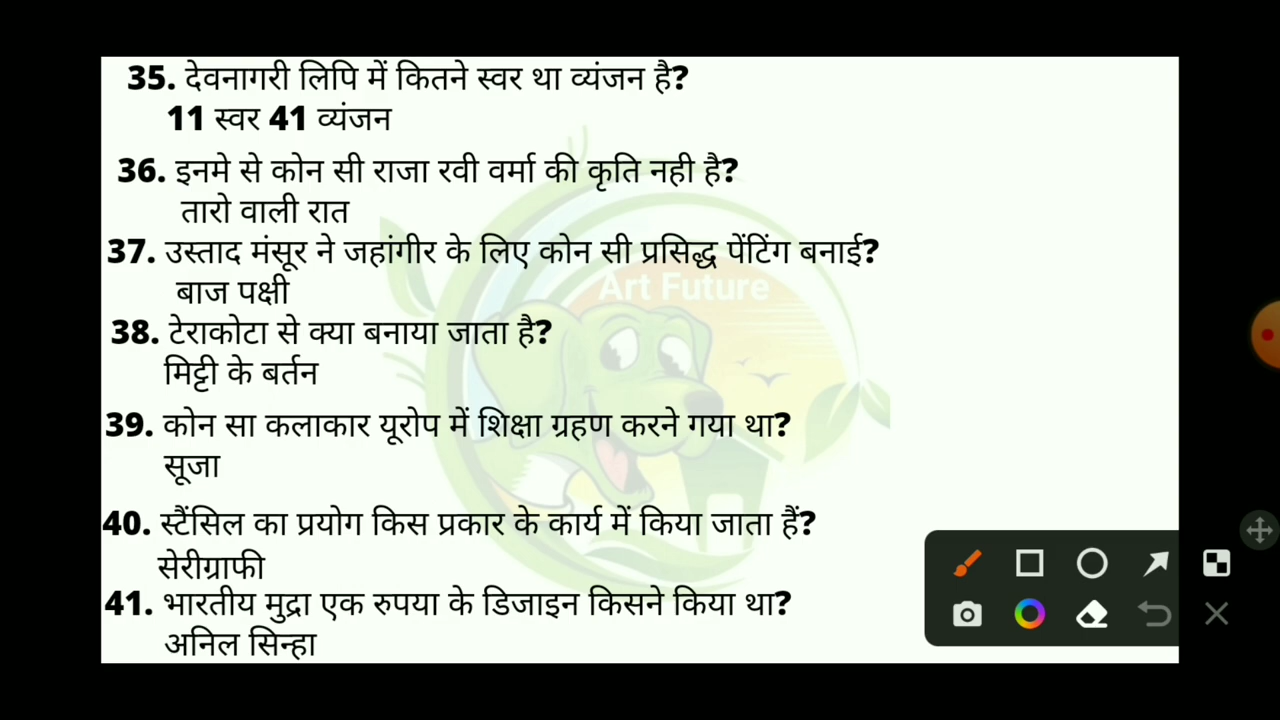 35. देवनागरी लिपि में कितने स्वर था व्यंजन है?
11 स्वर 41 व्यंजन
36. इनमे से कोन सी राजा रवी वर्मा की कृति नही है?
तारो वाली रात
37. उस्ताद मंसूर ने जहांगीर के लिए कोन सी प्रसिद्ध पेंटिंग बनाई?
बाज पक्षी
Art Future
38. टेराकोटा से क्या बनाया जाता है?
मिट्टी के बर्तन
39. कोन सा कलाकार यूरोप में शिक्षा ग्रहण करने गया था?
सूजा
40. स्टैंसिल का प्रयोग किस प्रकार के कार्य में किया जाता हैं?
सेरीग्राफी
41. भारतीय मुद्रा एक रुपया के डिजाइन किसने किया था?
अनिल सिन्हा